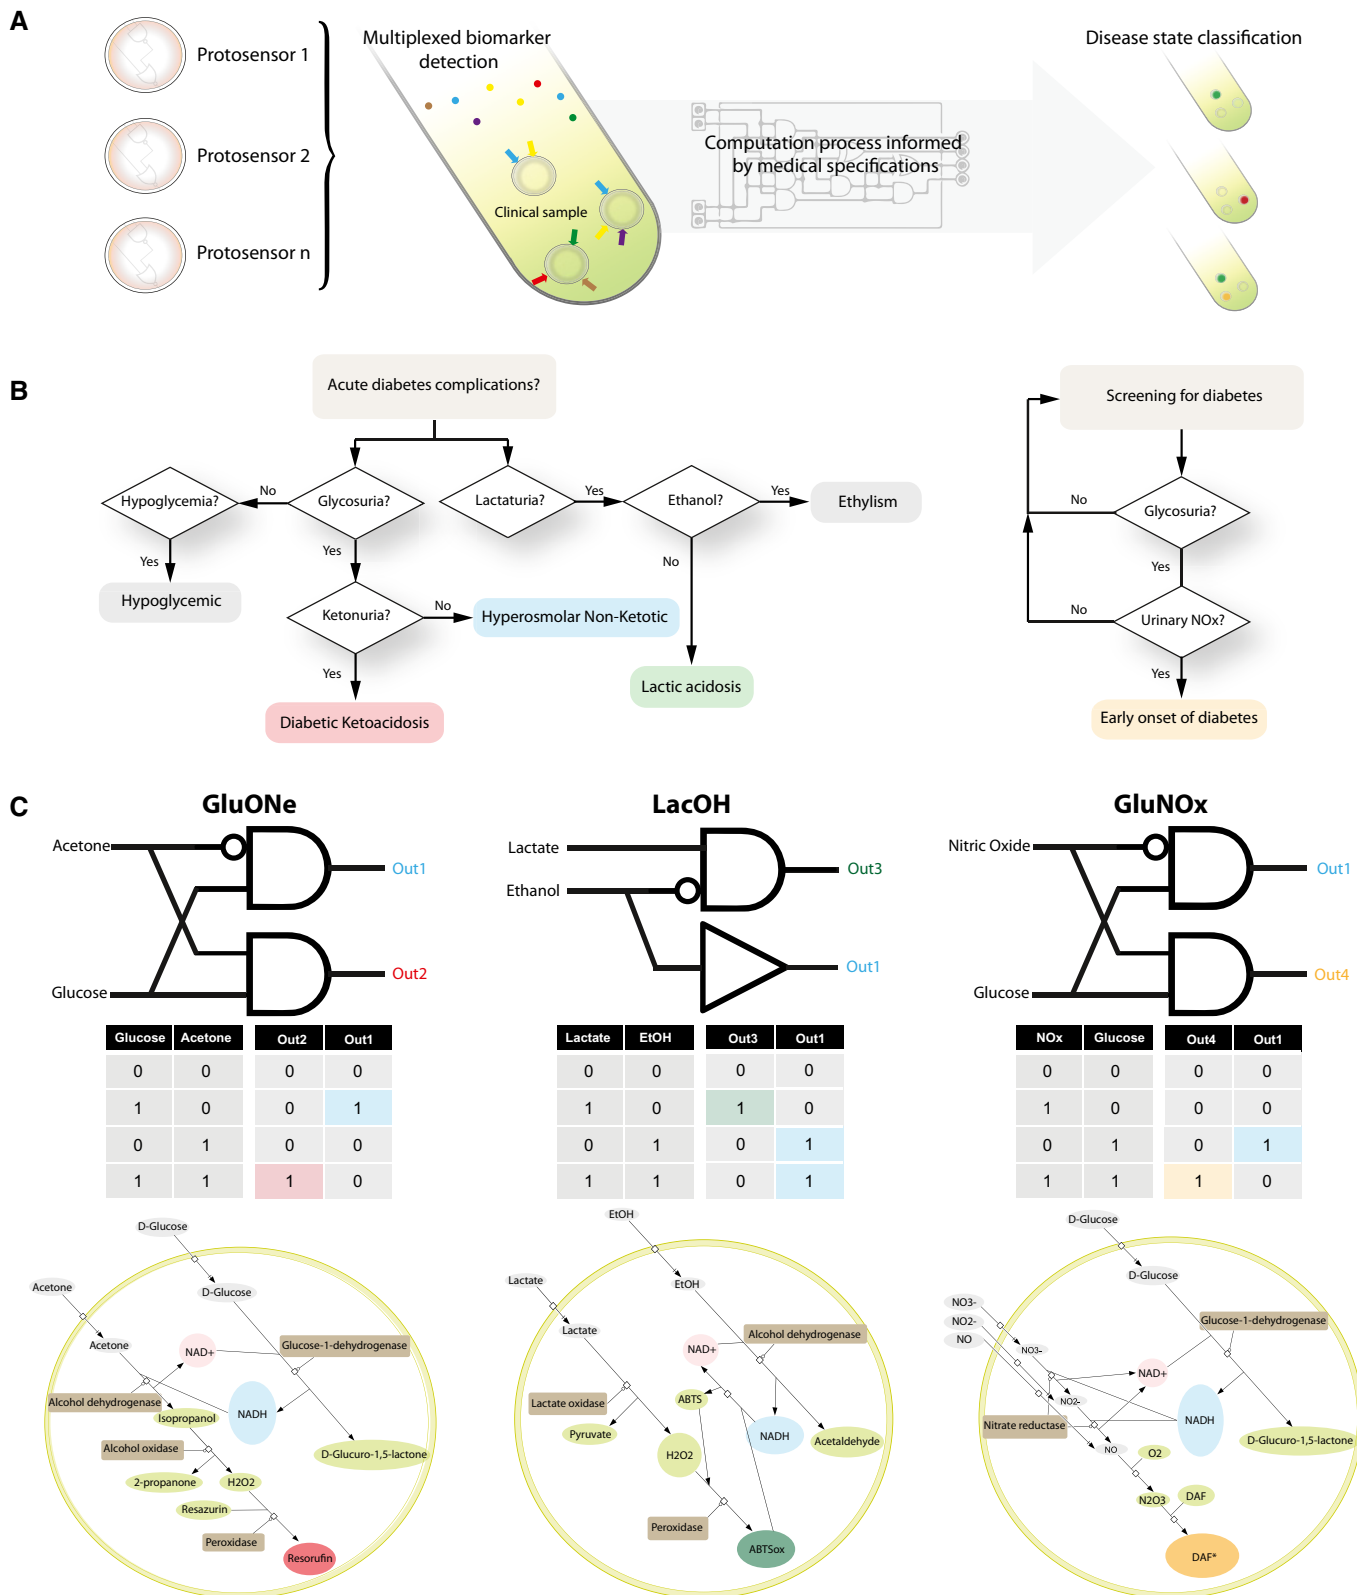 A
Protosensor 1
Protosensor 2
Protosensor n
Multiplexed biomarker
detection
Clinical sample
Computation process informed
by medical specifications
Disease state classification
B
Acute diabetes complications?
Hypoglycemia?
No
Glycosuria?
Lactaturia?
Yes
Ethanol?
Yes
Ethylism
Yes
Hypoglycemic
Yes
Ketonuria?
No
Hyperosmolar Non-Ketotic
No
Yes
Diabetic Ketoacidosis
Lactic acidosis
Screening for diabetes
No
Glycosuria?
Yes
No
Urinary NOx?
Yes
Early onset of diabetes
C
GluONe
Acetone
Out1
Out2
Glucose
Glucose Acetone Out2 Out1
0 0 0 0
1 0 0 1
0 1 0 0
1 1 1 0
D-Glucose
Acetone
D-Glucose
Acetone
NAD+
Glucose-1-dehydrogenase
Alcohol dehydrogenase
Isopropanol
NADH
Alcohol oxidase
D-Glucuro-1,5-lactone
2-propanone
H2O2
Resazurin
Peroxidase
Resorufin
LacOH
Lactate
Ethanol
Out3
Out1
Lactate EtOH Out3 Out1
0 0 0 0
1 0 1 0
0 1 0 1
1 1 0 1
EtOH
Lactate
EtOH
Lactate
Alcohol dehydrogenase
NAD+
Lactate oxidase
ABTS
Pyruvate
H2O2
NADH
Acetaldehyde
Peroxidase
ABTSox
GluNOx
Nitric Oxide
Out1
Out4
Glucose
NOx Glucose Out4 Out1
0 0 0 0
1 0 0 0
0 1 0 1
1 1 1 0
D-Glucose
D-Glucose
NO3-
NO2-
NO
NO3-
Glucose-1-dehydrogenase
NAD+
NO2-
Nitrate reductase
NADH
NO
O2
D-Glucuro-1,5-lactone
N2O3
DAF
DAF*